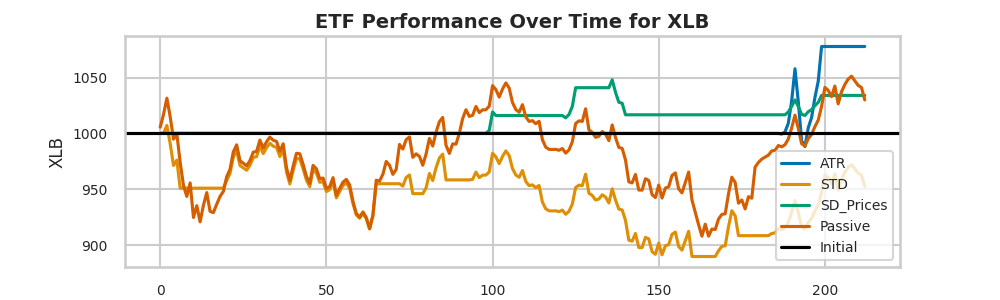 ETF Performance Over Time for XLB
XLB
1050
1000
950
900
0
50
100
150
200
ATR
STD
SD_Prices
Passive
Initial